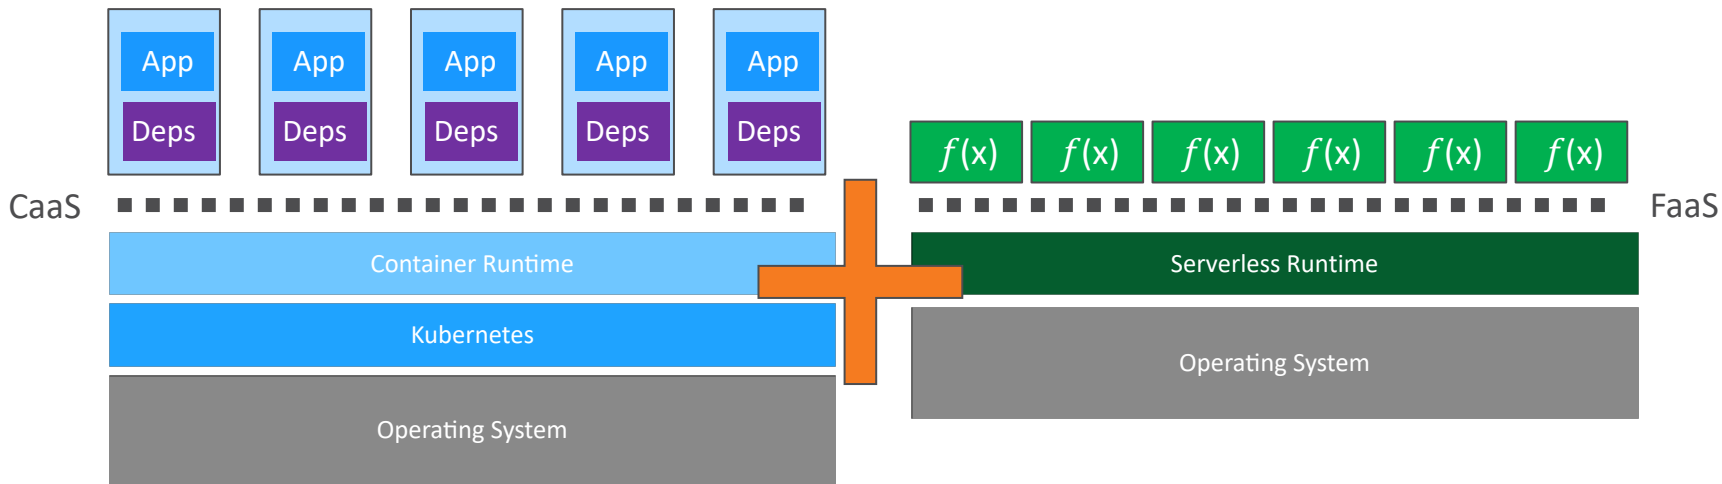 App App App App App
Deps Deps Deps Deps Deps
f(x) f(x) f(x) f(x) f(x) f(x)
CaaS
FaaS
Container Runtime
Serverless Runtime
Kubernetes
Operating System
Operating System